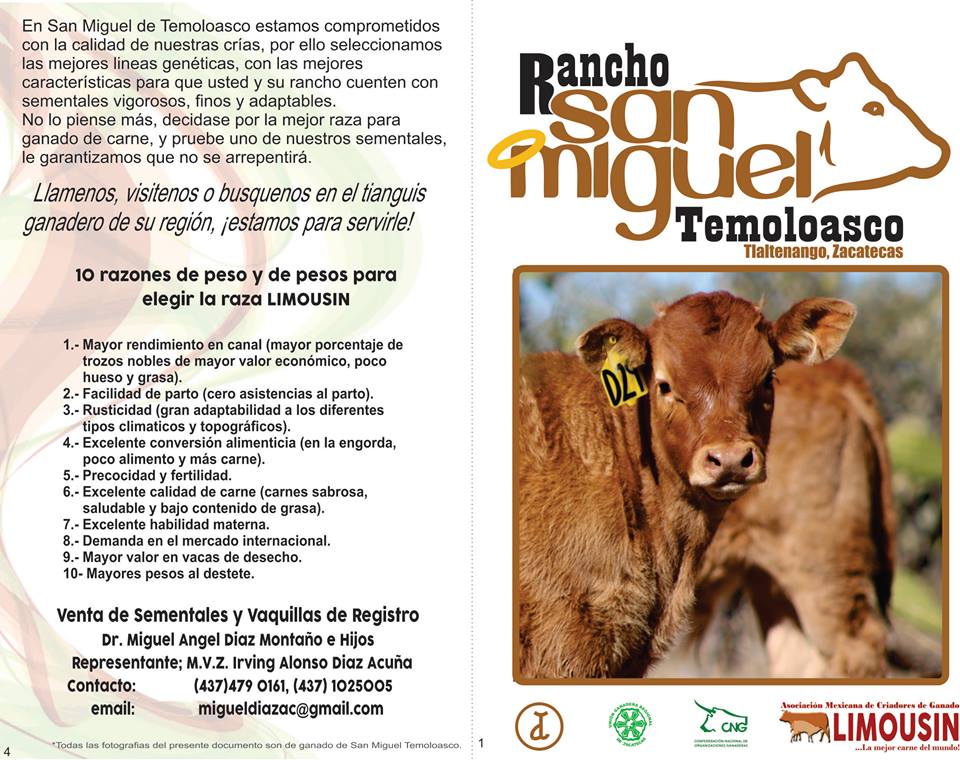 En San Miguel de Temoloasco estamos comprometidos
con la calidad de nuestras crías, por ello seleccionamos
las mejores lineas genéticas, con las mejores
características para que usted y su rancho cuenten con
sementales vigorosos, finos y adaptables.
No lo piense más, decidase por la mejor raza para
ganado de carne, y pruebe uno de nuestros sementales,
le garantizamos que no se arrepentirá.
Llamenos, visitenos o busquenos en el tianguis
ganadero de su región, ¡estamos para servirle!
10 razones de peso y de pesos para
elegir la raza LIMOUSIN
1.- Mayor rendimiento en canal (mayor porcentaje de
trozos nobles de mayor valor económico, poco
hueso y grasa).
2.- Facilidad de parto (cero asistencias al parto).
3.- Rusticidad (gran adaptabilidad a los diferentes
tipos climaticos y topográficos).
4.- Excelente conversión alimenticia (en la engorda,
poco alimento y más carne).
5.- Precocidad y fertilidad.
6.- Excelente calidad de carne (carnes sabrosa,
saludable y bajo contenido de grasa).
7.- Excelente habilidad materna.
8.- Demanda en el mercado internacional.
9.- Mayor valor en vacas de desecho.
10- Mayores pesos al destete.
Venta de Sementales y Vaquillas de Registro
Dr. Miguel Angel Diaz Montaño e Hijos
Representante; M.V.Z. Irving Alonso Diaz Acuña
Contacto: (437)479 0161, (437) 1025005
email: migueldiazac@gmail.com
*Todas las fotografias del presente documento son de ganado de San Miguel Temoloasco.
4
Rancho
san
miguel
Temoloasco
Tlaltenango, Zacatecas
D29
1
d
UNIÓN GANADERA REGIONAL
DE ZACATECAS
CNG
CONFEDERACIÓN NACIONAL DE
ORGANIZACIONES GANADERAS
Asociación Mexicana de Criadores de Ganado
LIMOUSIN
...La mejor carne del mundo!